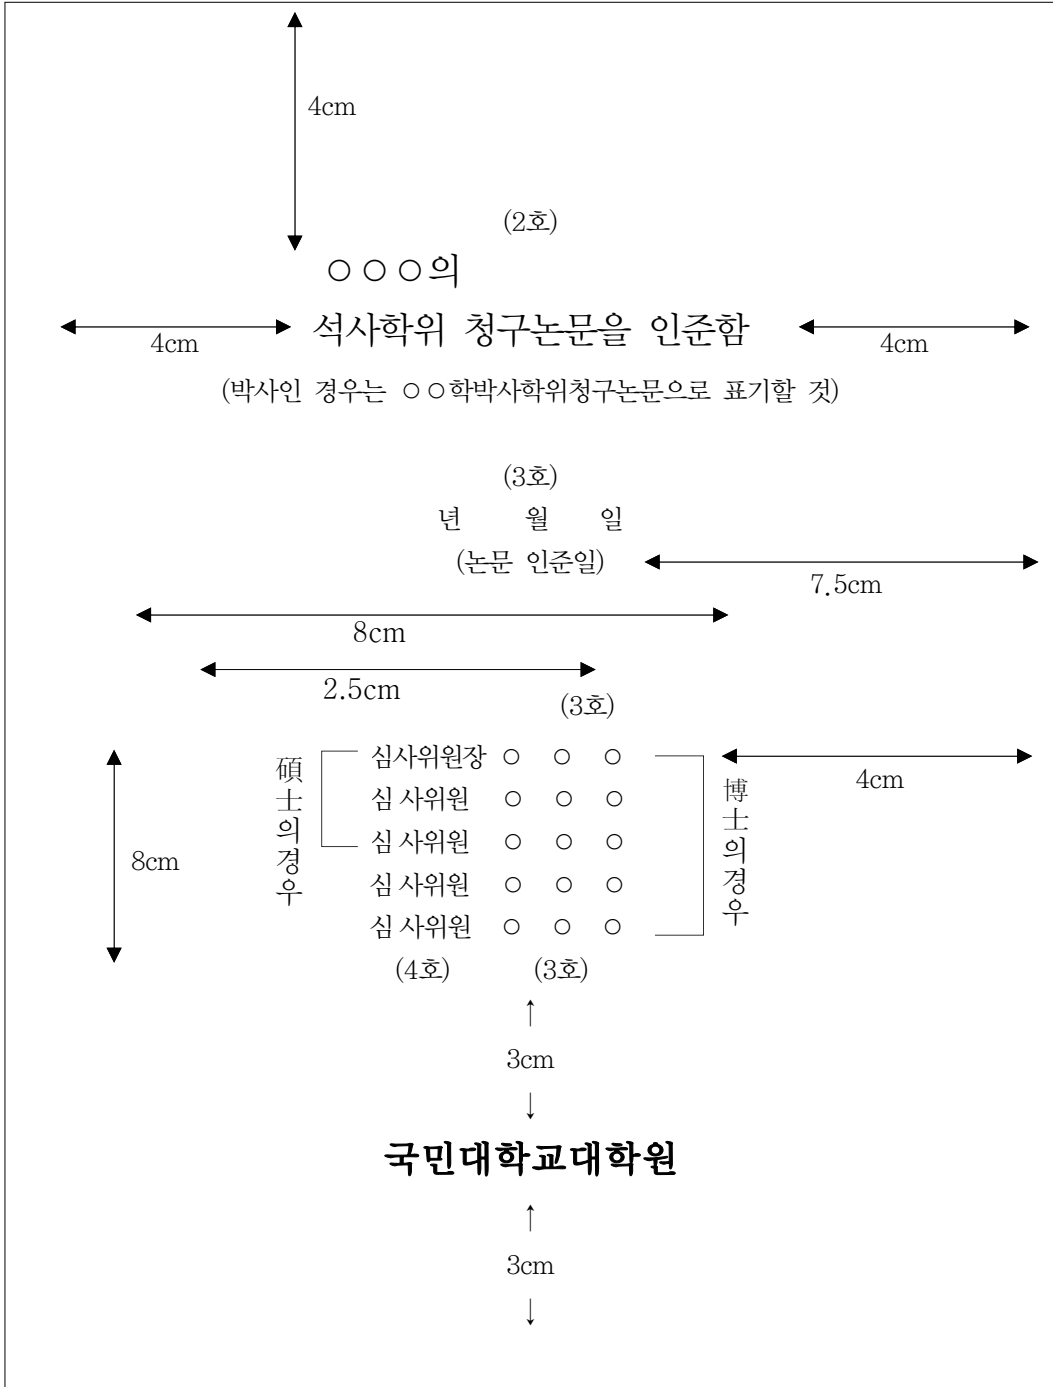 4cm
(2호)
○○○의
4cm 석사학위 청구논문을 인준함 4cm
(박사인 경우는 ○○학박사학위청구논문으로 표기할 것)
(3호)
년 월 일
(논문 인준일)
7.5cm
8cm
2.5cm
(3호)
碩士의경우
심사위원장 ○ ○ ○
심 사위원 ○ ○ ○
심 사위원 ○ ○ ○
심 사위원 ○ ○ ○
심 사위원 ○ ○ ○
博士의경우
4cm
8cm
(4호) (3호)
↑
3cm
↓
국민대학교대학원
↑
3cm
↓